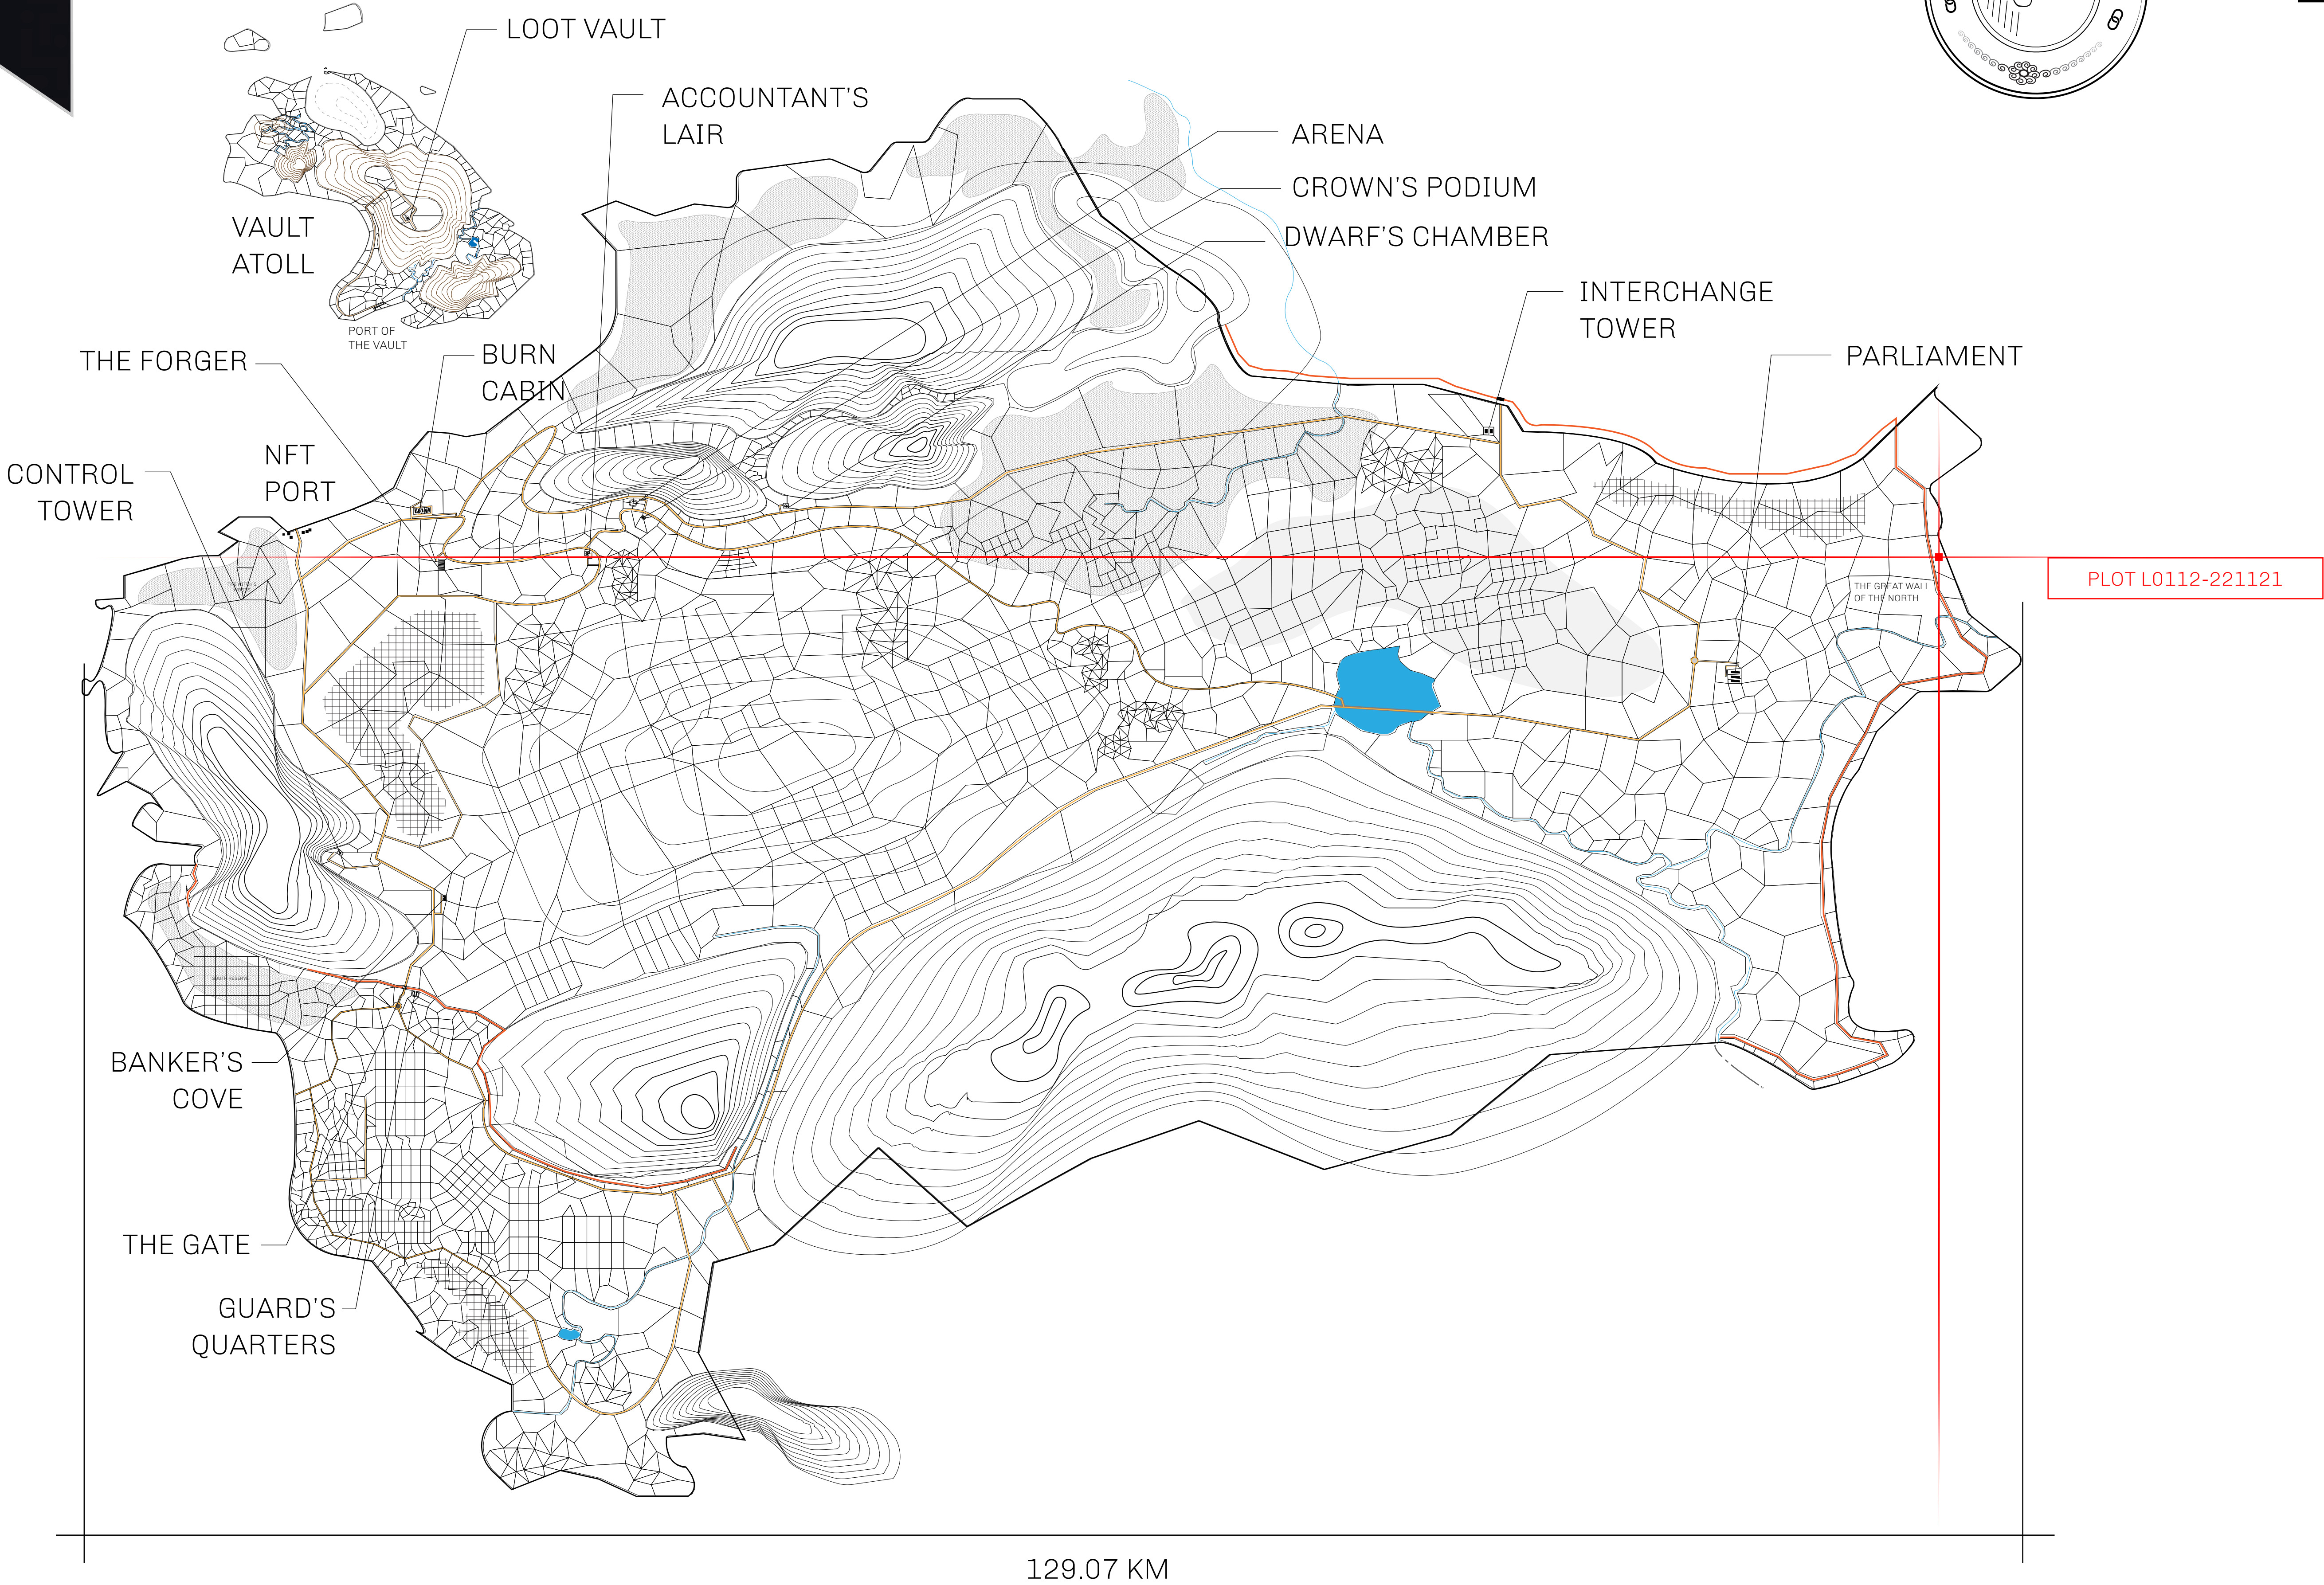 LOOT VAULT
ACCOUNTANT'S
LAIR
ARENA
CROWN'S PODIUM
DWARF'S CHAMBER
VAULT
ATOLL
INTERCHANGE
TOWER
PORT OF
THE VAULT
THE FORGER
BURN
CABIN
PARLIAMENT
NFT
PORT
CONTROL
TOWER
PLOT L0112-221121
THE GREAT WALL
OF THE NORTH
SOUTH RESERVE
BANKER'S
COVE
THE GATE
GUARD'S
QUARTERS
129.07 KM